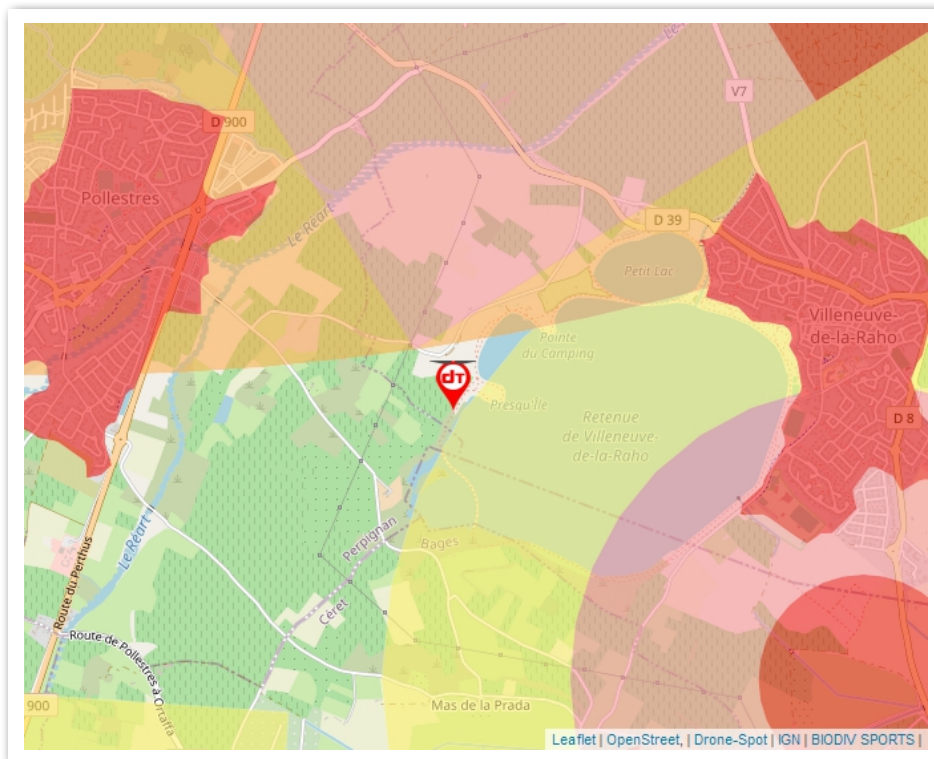 Le
V7
D 900
Pollestres
Le Réart
D 39
Petit Lac
Villeneuve-
de-la-Raho
Pointe
du Camping
dT
Presqu'Île
Retenue
de Villeneuve-
de-la-Raho
D 8
Le Réart
Route du Perthus
Perpignan
Bages
Céret
Route de Pollestres à Ortaffa
900
Mas de la Prada
Leaflet | OpenStreet, | Drone-Spot | IGN | BIODIV SPORTS |